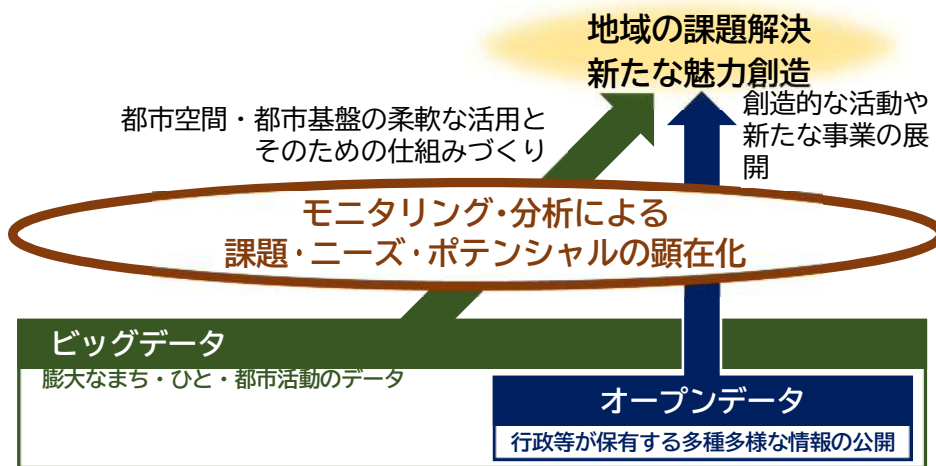 地域の課題解決
新たな魅力創造
都市空間・都市基盤の柔軟な活用と
そのための仕組みづくり
創造的な活動や
新たな事業の展
開
モニタリング・分析による
課題・ニーズ・ポテンシャルの顕在化
ビッグデータ
膨大なまち・ひと・都市活動のデータ
オープンデータ
行政等が保有する多種多様な情報の公開